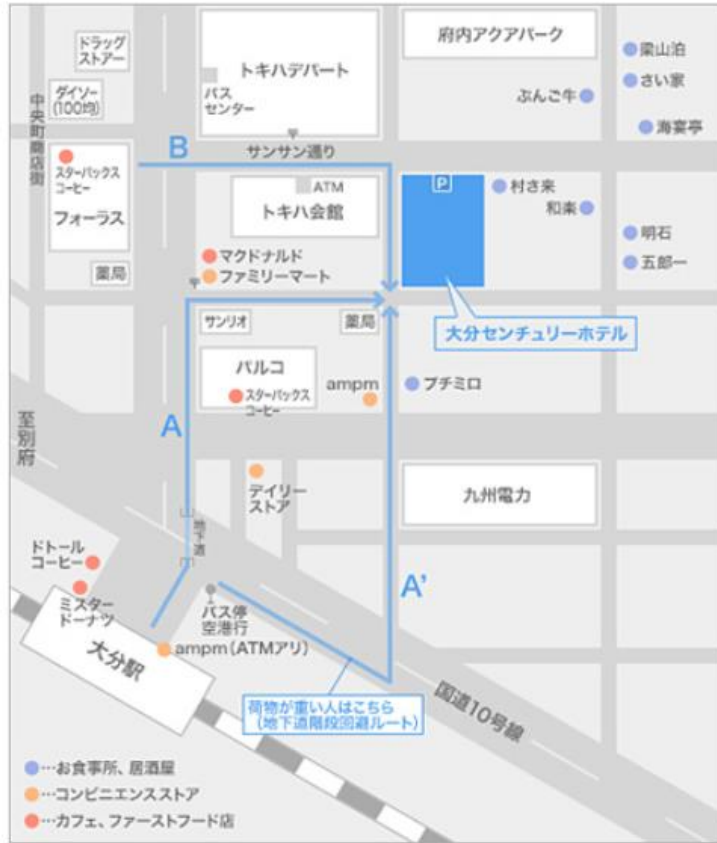 ドラッグ
ストアー
ダイソー
(100均)
中央町商店街
トキハデパート
バス
センター
府内アクアパーク
梁山泊
さい家
ぶんご牛
海宴亭
サンサン通り
B
スターバックス
コーヒー
フォーラス
ATM
トキハ会館
P
村さ来
和楽
明石
五郎一
薬局
マクドナルド
ファミリーマート
サンリオ
薬局
大分センチュリーホテル
パルコ
スターバックス
コーヒー
ampm
プチミロ
A
至別府
デイリー
ストア
九州電力
地下道
ドトール
コーヒー
ミスター
ドーナツ
バス停
空港行
A'
大分駅
ampm(ATMアリ)
荷物が重い人はこちら
(地下道階段回避ルート)
国道10号線
…お食事所、居酒屋
…コンビニエンスストア
…カフェ、ファーストフード店